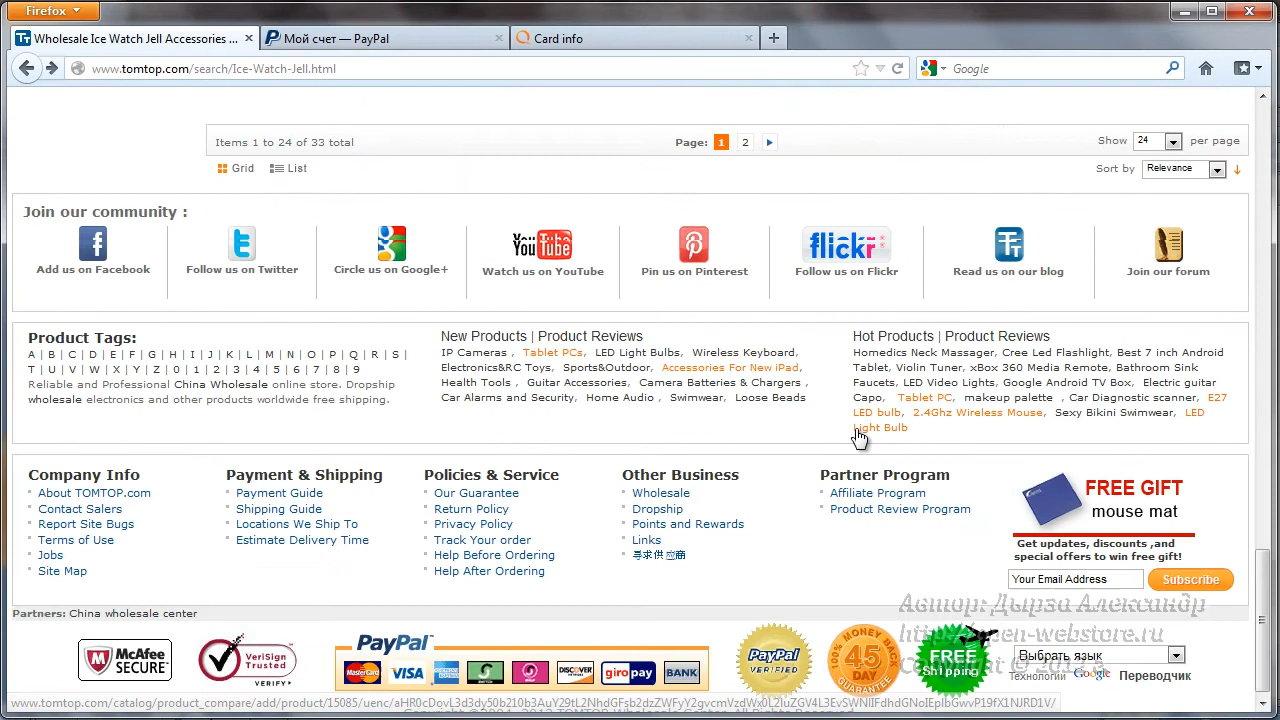 Firefox
Wholesale Ice Watch Jell Accessories ...
Мой счет — PayPal
Card info
www.tomtop.com/search/Ice-Watch-Jell.html
Google
Items 1 to 24 of 33 total
Page: 1 2
Show 24 per page
Grid List
Sort by Relevance
Join our community :
Add us on Facebook
Follow us on Twitter
Circle us on Google+
You Tube
Watch us on YouTube
Pin us on Pinterest
flickr
Follow us on Flickr
Read us on our blog
Join our forum
Product Tags:
A | B | C | D | E | F | G | H | I | J | K | L | M | N | O | P | Q | R | S |
T | U | V | W | X | Y | Z | 0 | 1 | 2 | 3 | 4 | 5 | 6 | 7 | 8 | 9
Reliable and Professional China Wholesale online store. Dropship
wholesale electronics and other products worldwide free shipping.
New Products | Product Reviews
IP Cameras , Tablet PCs, LED Light Bulbs, Wireless Keyboard,
Electronics&RC Toys, Sports&Outdoor, Accessories For New iPad,
Health Tools , Guitar Accessories, Camera Batteries & Chargers ,
Car Alarms and Security, Home Audio , Swimwear, Loose Beads
Hot Products | Product Reviews
Homedics Neck Massager, Cree Led Flashlight, Best 7 inch Android
Tablet, Violin Tuner, xBox 360 Media Remote, Bathroom Sink
Faucets, LED Video Lights, Google Android TV Box, Electric guitar
Capo, Tablet PC, makeup palette , Car Diagnostic scanner, E27
LED bulb, 2.4Ghz Wireless Mouse, Sexy Bikini Swimwear, LED
Light Bulb
Company Info
About TOMTOP.com
Contact Salers
Report Site Bugs
Terms of Use
Jobs
Site Map
Payment & Shipping
Payment Guide
Shipping Guide
Locations We Ship To
Estimate Delivery Time
Policies & Service
Our Guarantee
Return Policy
Privacy Policy
Track Your order
Help Before Ordering
Help After Ordering
Other Business
Wholesale
Dropship
Points and Rewards
Links
寻求供应商
Partner Program
Affiliate Program
Product Review Program
FREE GIFT
mouse mat
Get updates, discounts ,and
special offers to win free gift!
Your Email Address
Subscribe
Partners: China wholesale center
McAfee SECURE
VeriSign Trusted
VERIFY
PayPal
MasterCard VISA DISCOVER giropay BANK
PayPal VERIFIED
MONEY BACK 45 DAY GUARANTEE
FREE Shipping
Автор: Дырза Александр
Выбрать язык
Технологии Google Переводчик